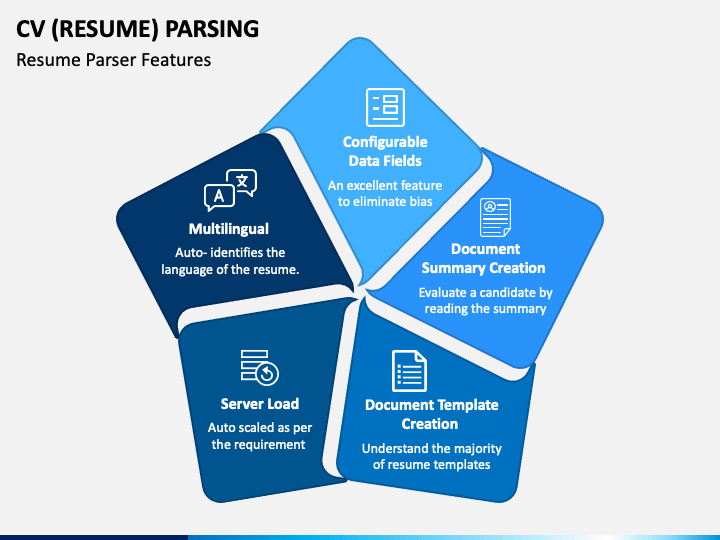 CV (RESUME) PARSING
Resume Parser Features
Configurable
Data Fields
An excellent feature
to eliminate bias
Document
Summary Creation
Evaluate a candidate by
reading the summary
Document Template
Creation
Understand the majority
of resume templates
Server Load
Auto scaled as per
the requirement
A
文
Multilingual
Auto- identifies the
language of the resume.